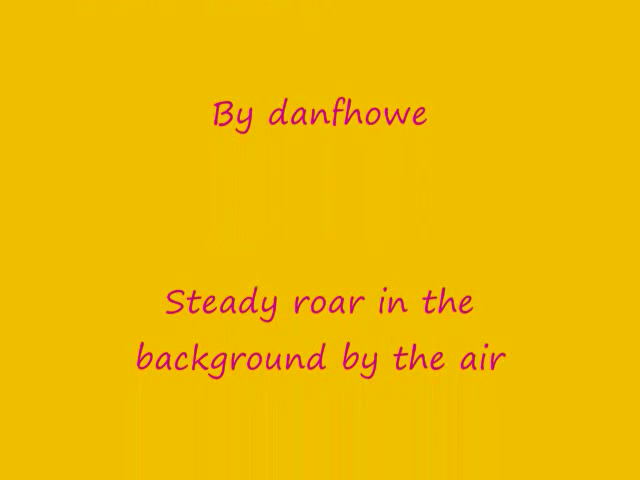 By danfhowe
Steady roar in the
background by the air